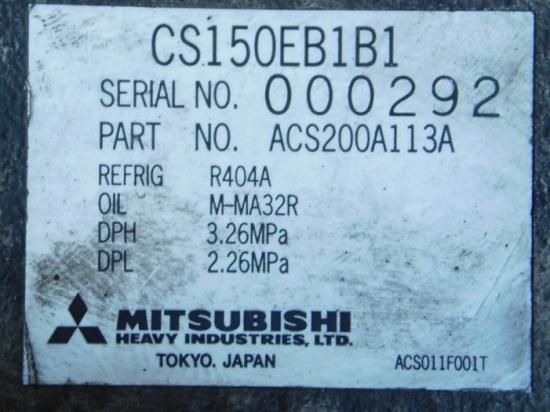 CS150EB1B1
SERIAL NO. 000292
PART NO. ACS200A113A
REFRIG R404A
OIL M-MA32R
DPH 3.26MPa
DPL 2.26MPa
MITSUBISHI
HEAVY INDUSTRIES, LTD.
TOKYO. JAPAN ACS011F001T